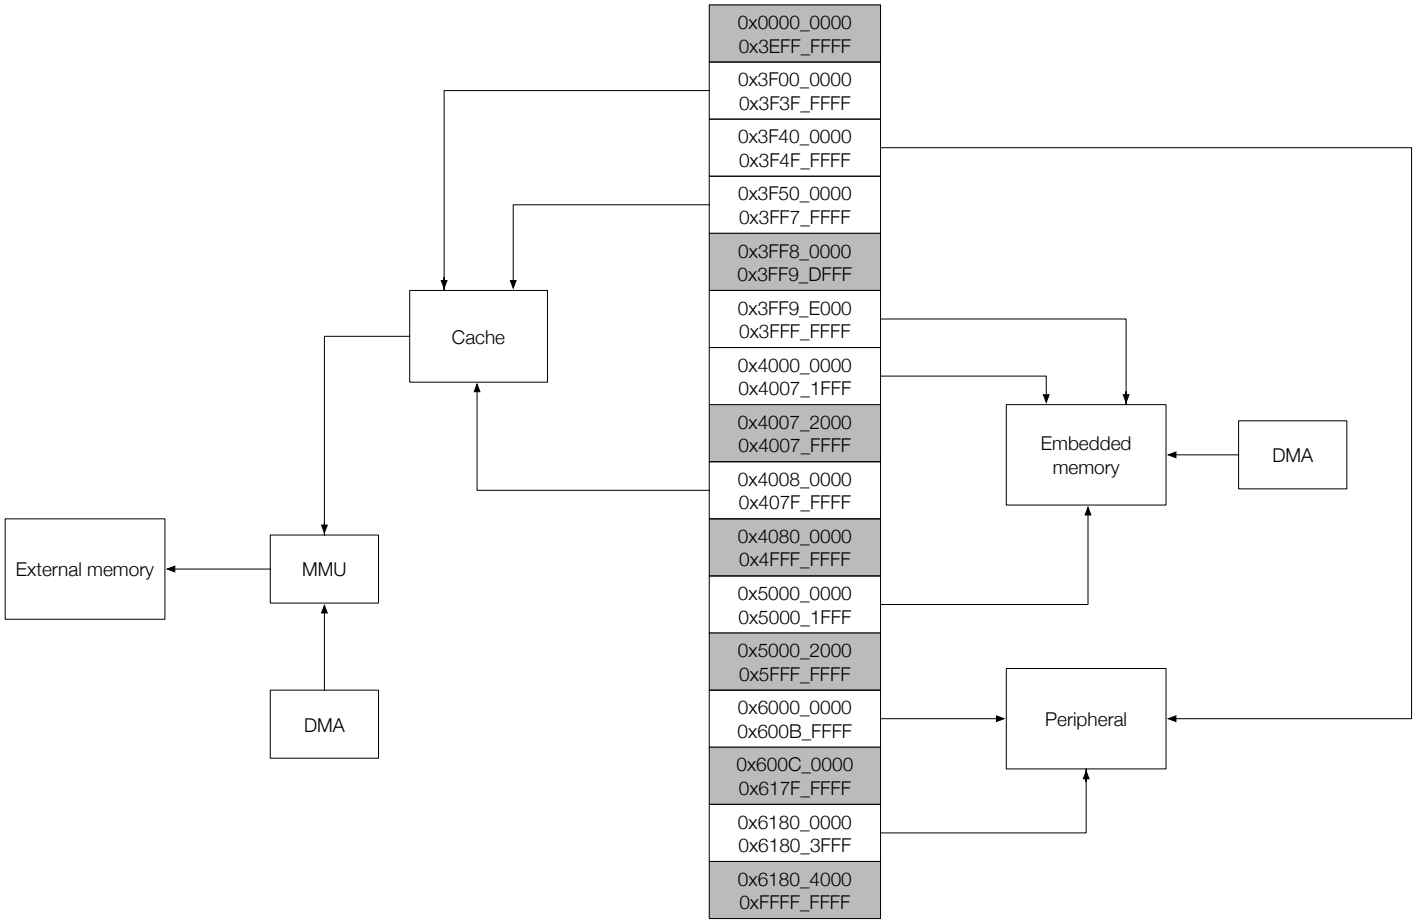 0x0000_0000
0x3EFF_FFFF
0x3F00_0000
0x3F3F_FFFF
0x3F40_0000
0x3F4F_FFFF
0x3F50_0000
0x3FF7_FFFF
0x3FF8_0000
0x3FF9_DFFF
0x3FF9_E000
0x3FFF_FFFF
0x4000_0000
0x4007_1FFF
0x4007_2000
0x4007_FFFF
0x4008_0000
0x407F_FFFF
0x4080_0000
0x4FFF_FFFF
0x5000_0000
0x5000_1FFF
0x5000_2000
0x5FFF_FFFF
0x6000_0000
0x600B_FFFF
0x600C_0000
0x617F_FFFF
0x6180_0000
0x6180_3FFF
0x6180_4000
0xFFFF_FFFF
Cache
External memory
MMU
DMA
Embedded
memory
DMA
Peripheral